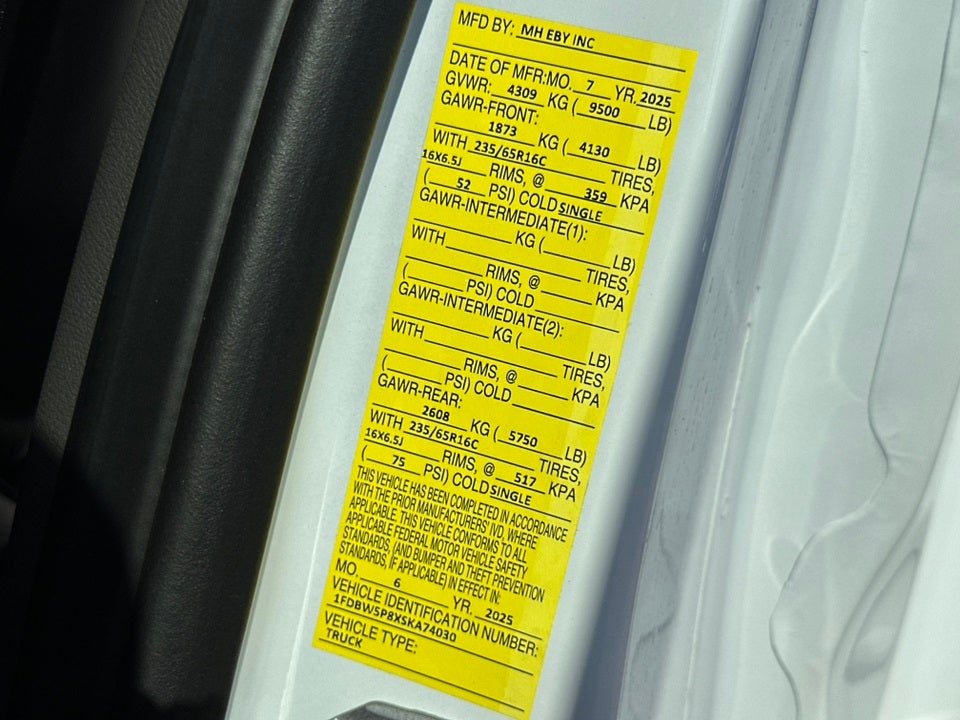 MFD BY: MH EBY INC
DATE OF MFR:MO. 7 YR. 2025
GVWR: 4309 KG ( 9500 LB)
GAWR-FRONT:
1873 KG ( 4130 LB)
WITH 235/65R16C TIRES,
16X6.5J RIMS, @ 359 KPA
( 52 PSI) COLD SINGLE
GAWR-INTERMEDIATE(1):
KG ( LB)
WITH TIRES,
RIMS, @ KPA
( PSI) COLD
GAWR-INTERMEDIATE(2):
KG ( LB)
WITH TIRES,
RIMS, @ KPA
( PSI) COLD
GAWR-REAR:
2608 KG ( 5750 LB)
WITH 235/65R16C TIRES,
16X6.5J RIMS, @ 517 KPA
( 75 PSI) COLD SINGLE
THIS VEHICLE HAS BEEN COMPLETED IN ACCORDANCE
WITH THE PRIOR MANUFACTURERS' IVD, WHERE
APPLICABLE. THIS VEHICLE CONFORMS TO ALL
APPLICABLE FEDERAL MOTOR VEHICLE SAFETY
STANDARDS, (AND BUMPER AND THEFT PREVENTION
STANDARDS, IF APPLICABLE) IN EFFECT IN:
MO. 6 YR. 2025
VEHICLE IDENTIFICATION NUMBER:
1FDBW5P8XSKA74030
VEHICLE TYPE:
TRUCK